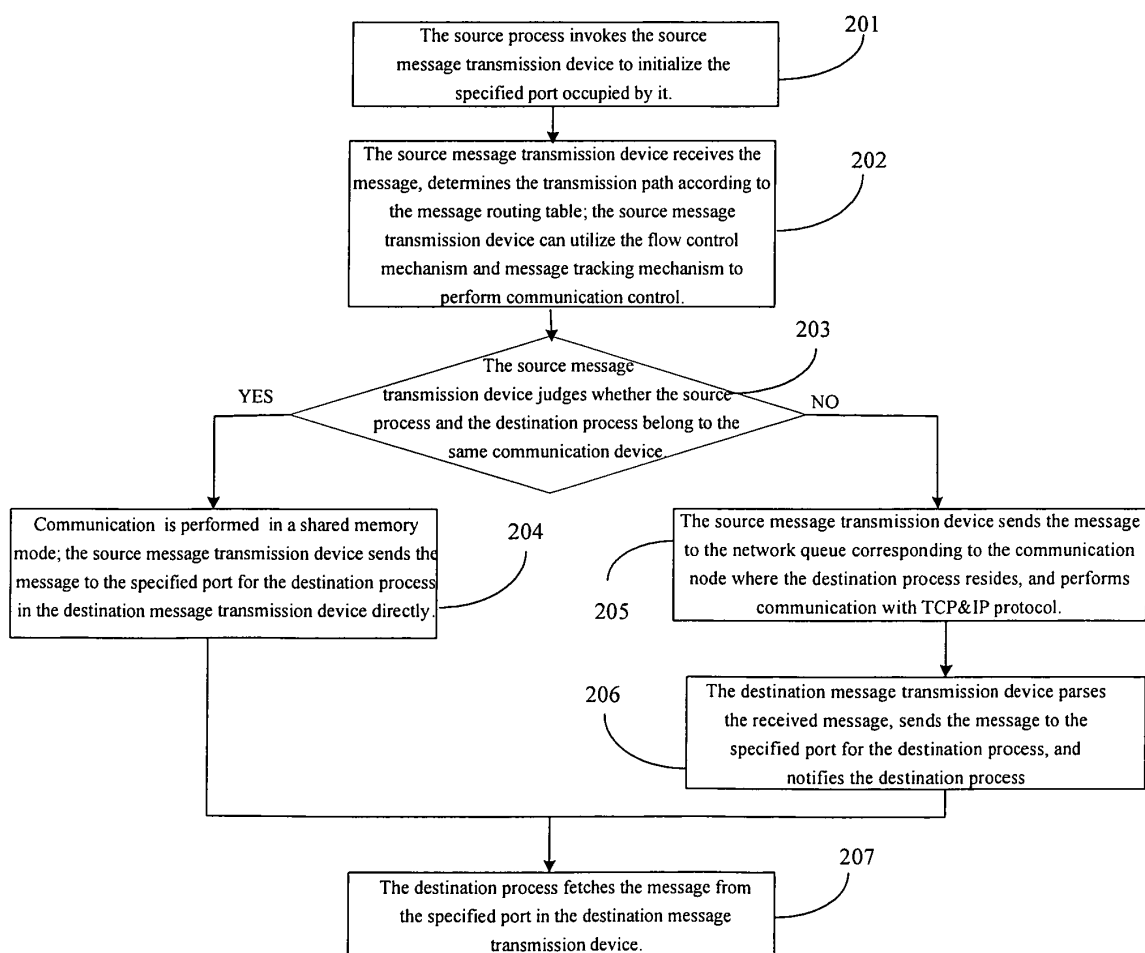 201
The source process invokes the source
message transmission device to initialize the
specified port occupied by it.
202
The source message transmission device receives the
message, determines the transmission path according to
the message routing table; the source message
transmission device can utilize the flow control
mechanism and message tracking mechanism to
perform communication control.
203
The source message
transmission device judges whether the source
process and the destination process belong to the
same communication device.
YES
NO
Communication is performed in a shared memory
mode; the source message transmission device sends the
message to the specified port for the destination process
in the destination message transmission device directly.
204
The source message transmission device sends the message
to the network queue corresponding to the communication
node where the destination process resides, and performs
communication with TCP&IP protocol.
205
206
The destination message transmission device parses
the received message, sends the message to the
specified port for the destination process, and
notifies the destination process
207
The destination process fetches the message from
the specified port in the destination message
transmission device.